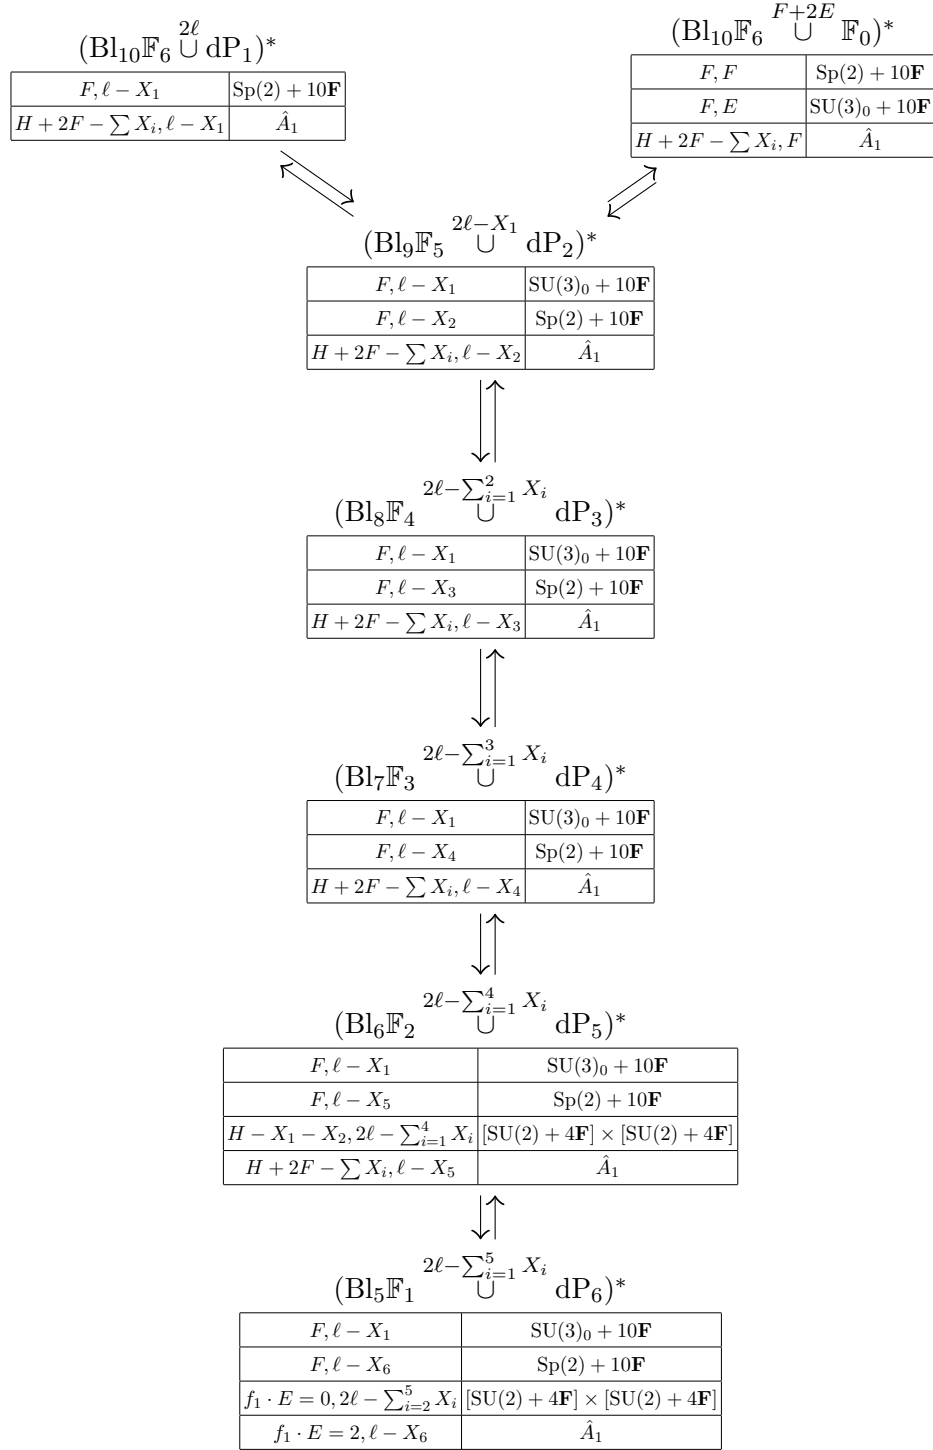 (Bl₁₀𝔽₆ ∪^{2ℓ} dP₁)*
F, ℓ − X₁ | Sp(2) + 10𝐅
H + 2F − ∑ Xᵢ, ℓ − X₁ | Â₁
(Bl₁₀𝔽₆ ∪^{F+2E} 𝔽₀)*
F, F | Sp(2) + 10𝐅
F, E | SU(3)₀ + 10𝐅
H + 2F − ∑ Xᵢ, F | Â₁
(Bl₉𝔽₅ ∪^{2ℓ−X₁} dP₂)*
F, ℓ − X₁ | SU(3)₀ + 10𝐅
F, ℓ − X₂ | Sp(2) + 10𝐅
H + 2F − ∑ Xᵢ, ℓ − X₂ | Â₁
(Bl₈𝔽₄ ∪^{2ℓ−∑_{i=1}^{2} Xᵢ} dP₃)*
F, ℓ − X₁ | SU(3)₀ + 10𝐅
F, ℓ − X₃ | Sp(2) + 10𝐅
H + 2F − ∑ Xᵢ, ℓ − X₃ | Â₁
(Bl₇𝔽₃ ∪^{2ℓ−∑_{i=1}^{3} Xᵢ} dP₄)*
F, ℓ − X₁ | SU(3)₀ + 10𝐅
F, ℓ − X₄ | Sp(2) + 10𝐅
H + 2F − ∑ Xᵢ, ℓ − X₄ | Â₁
(Bl₆𝔽₂ ∪^{2ℓ−∑_{i=1}^{4} Xᵢ} dP₅)*
F, ℓ − X₁ | SU(3)₀ + 10𝐅
F, ℓ − X₅ | Sp(2) + 10𝐅
H − X₁ − X₂, 2ℓ − ∑_{i=1}^{4} Xᵢ | [SU(2) + 4𝐅] × [SU(2) + 4𝐅]
H + 2F − ∑ Xᵢ, ℓ − X₅ | Â₁
(Bl₅𝔽₁ ∪^{2ℓ−∑_{i=1}^{5} Xᵢ} dP₆)*
F, ℓ − X₁ | SU(3)₀ + 10𝐅
F, ℓ − X₆ | Sp(2) + 10𝐅
f₁ · E = 0, 2ℓ − ∑_{i=2}^{5} Xᵢ | [SU(2) + 4𝐅] × [SU(2) + 4𝐅]
f₁ · E = 2, ℓ − X₆ | Â₁